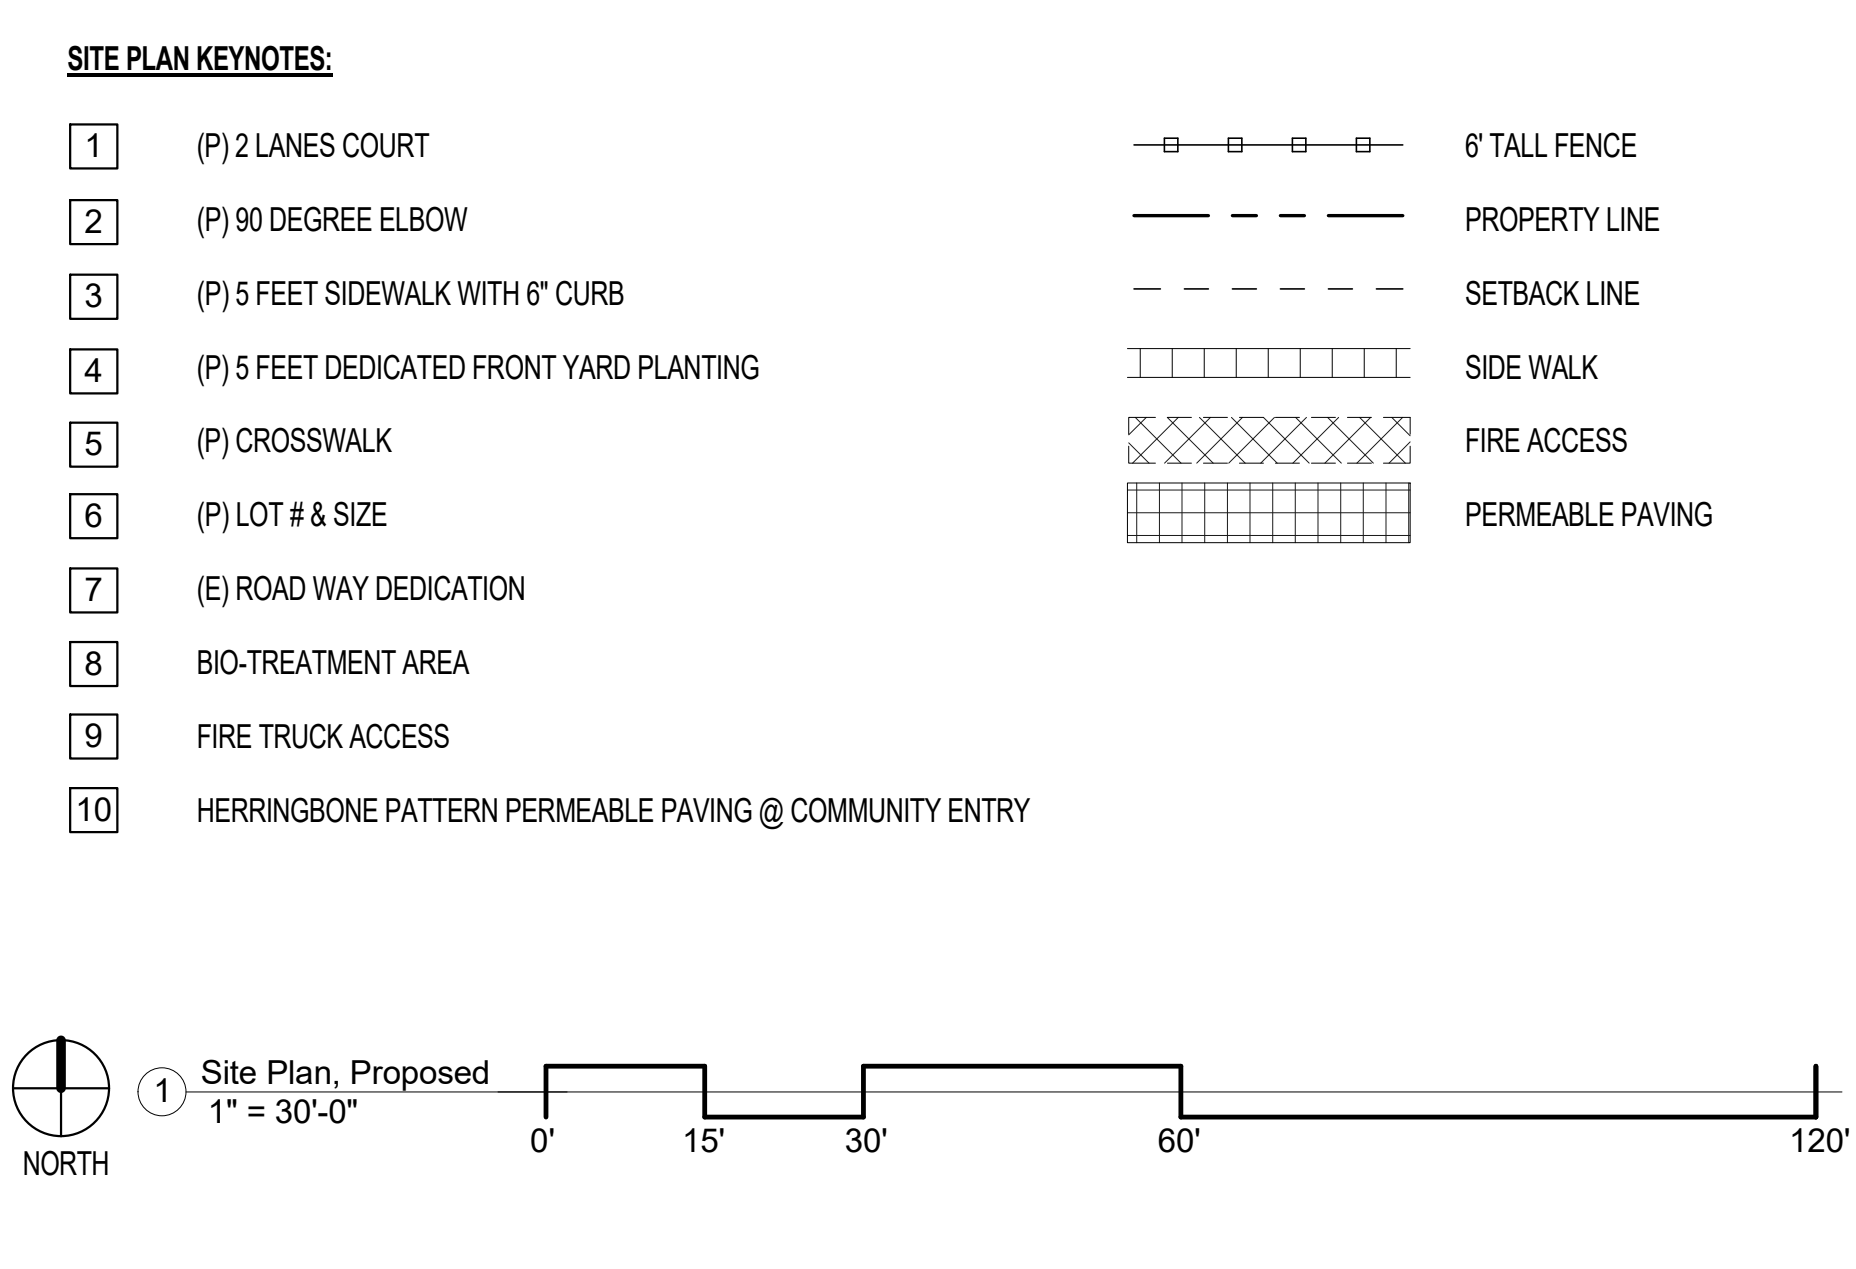 SITE PLAN KEYNOTES:
1 (P) 2 LANES COURT
2 (P) 90 DEGREE ELBOW
3 (P) 5 FEET SIDEWALK WITH 6" CURB
4 (P) 5 FEET DEDICATED FRONT YARD PLANTING
5 (P) CROSSWALK
6 (P) LOT # & SIZE
7 (E) ROAD WAY DEDICATION
8 BIO-TREATMENT AREA
9 FIRE TRUCK ACCESS
10 HERRINGBONE PATTERN PERMEABLE PAVING @ COMMUNITY ENTRY
6' TALL FENCE
PROPERTY LINE
SETBACK LINE
SIDE WALK
FIRE ACCESS
PERMEABLE PAVING
NORTH
1 Site Plan, Proposed
1" = 30'-0"
0' 15' 30' 60' 120'